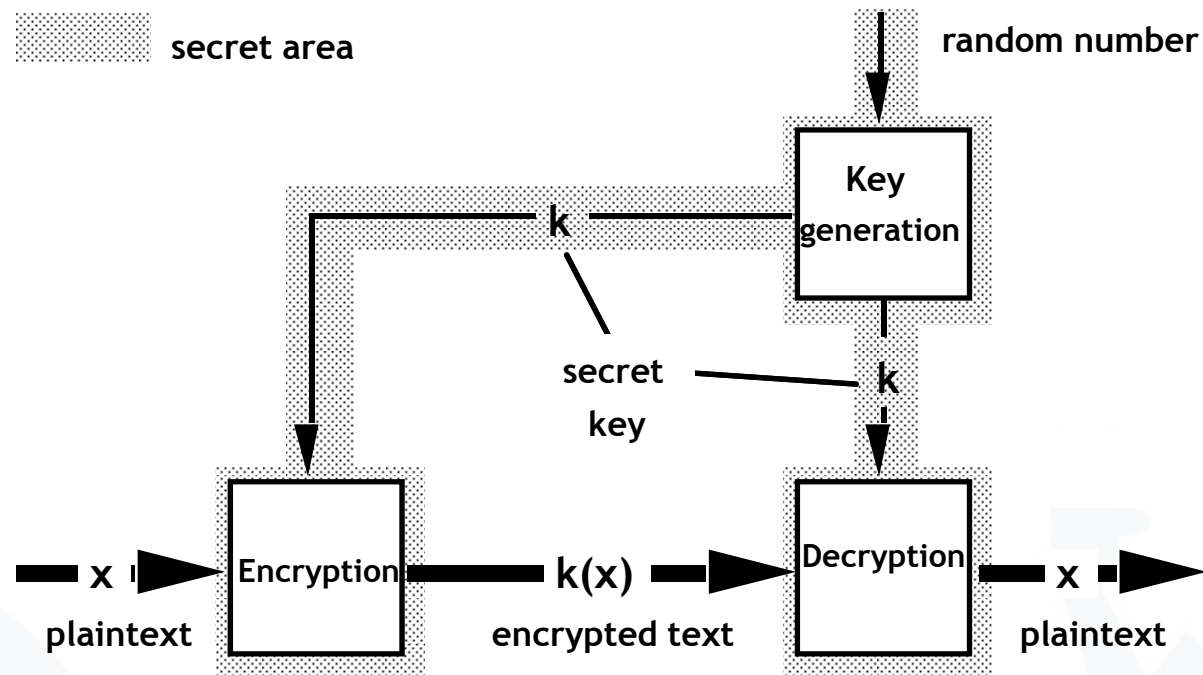 secret area
random number
Key
generation
k
secret
key
k
x
Encryption
k(x)
Decryption
x
plaintext
encrypted text
plaintext